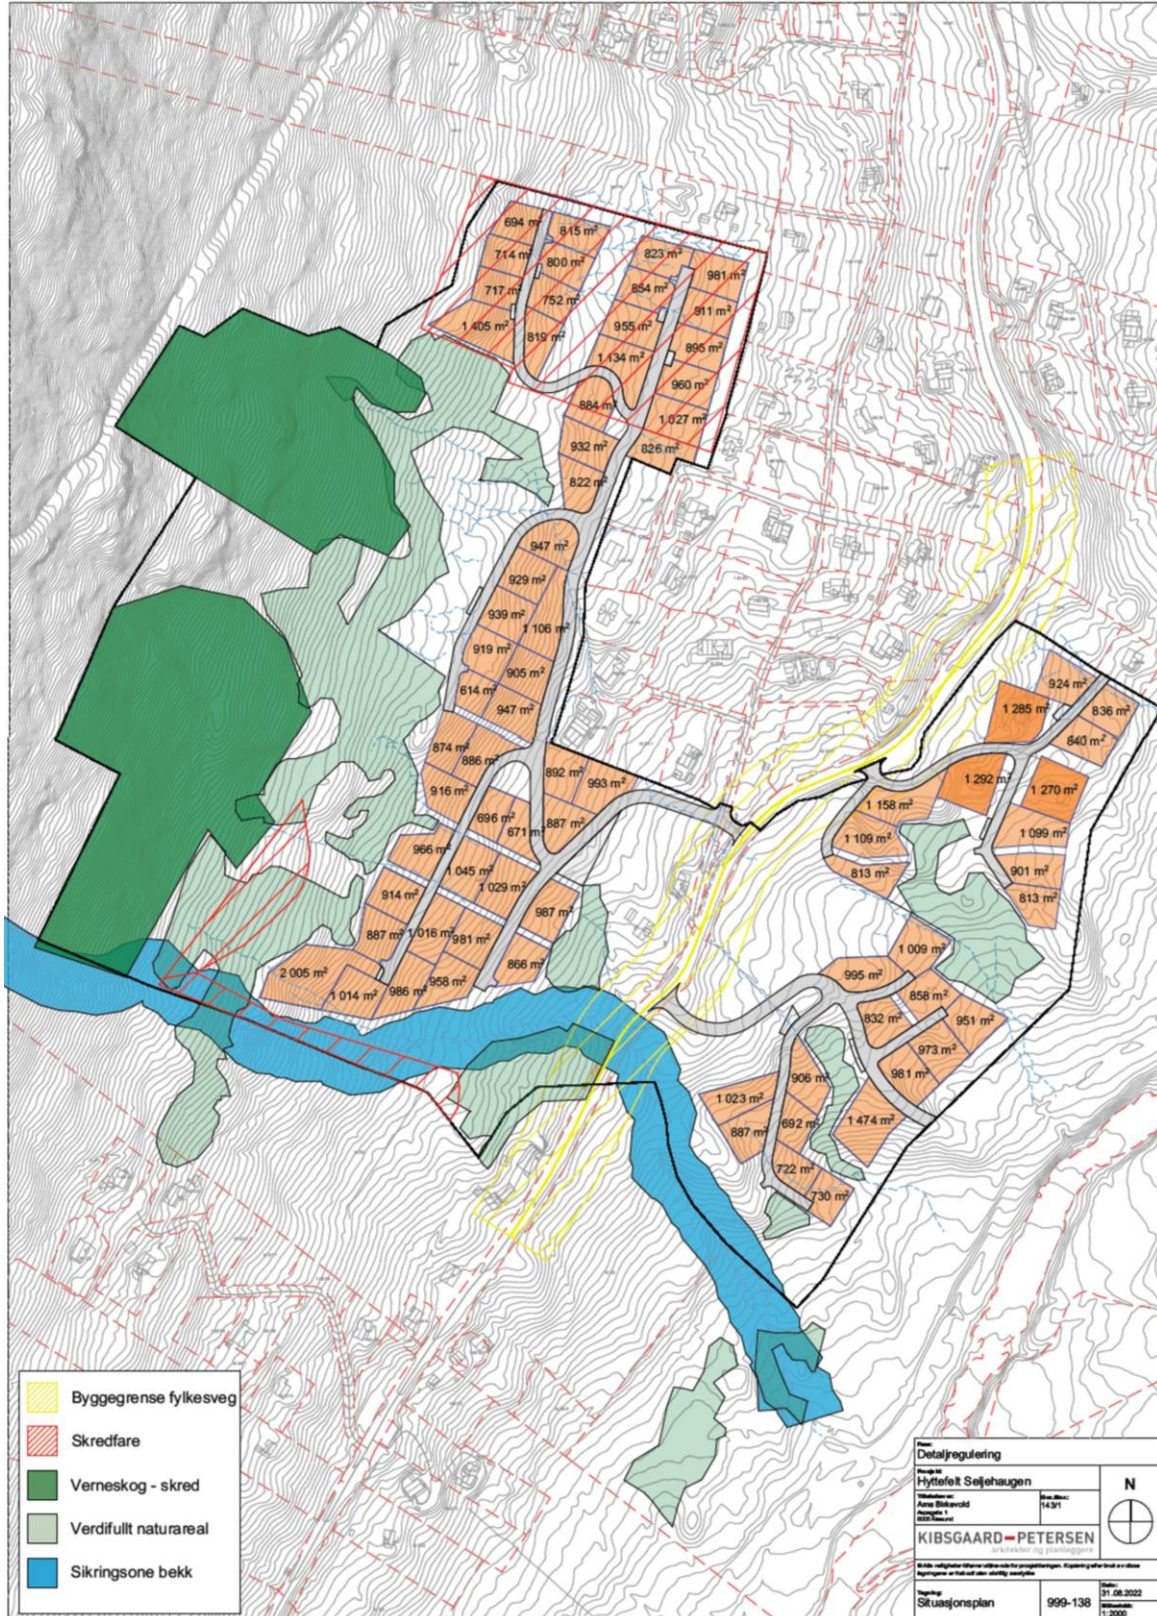 694 m²
815 m²
714 m²
800 m²
717 m²
752 m²
1 405 m²
819 m²
823 m²
981 m²
854 m²
911 m²
955 m²
895 m²
1 134 m²
960 m²
884 m²
1 027 m²
932 m²
826 m²
822 m²
947 m²
929 m²
939 m²
1 106 m²
919 m²
905 m²
614 m²
947 m²
874 m²
886 m²
892 m²
993 m²
916 m²
696 m²
671 m²
887 m²
966 m²
1 045 m²
1 029 m²
914 m²
987 m²
887 m²
1 016 m²
981 m²
866 m²
2 005 m²
1 014 m²
986 m²
958 m²
924 m²
1 285 m²
836 m²
840 m²
1 292 m²
1 270 m²
1 158 m²
1 109 m²
1 099 m²
813 m²
901 m²
813 m²
1 009 m²
995 m²
858 m²
832 m²
951 m²
973 m²
981 m²
906 m²
1 023 m²
692 m²
887 m²
1 474 m²
722 m²
730 m²
Byggegrense fylkesveg
Skredfare
Verneskog - skred
Verdifullt naturareal
Sikringsone bekk
Detaljregulering
Hyttefelt Seljehaugen
Arne Birkevold
143/1
N
KIBSGAARD-PETERSEN
arkitekter og planleggere
Situasjonsplan
999-138
31.08.2022
1:2000